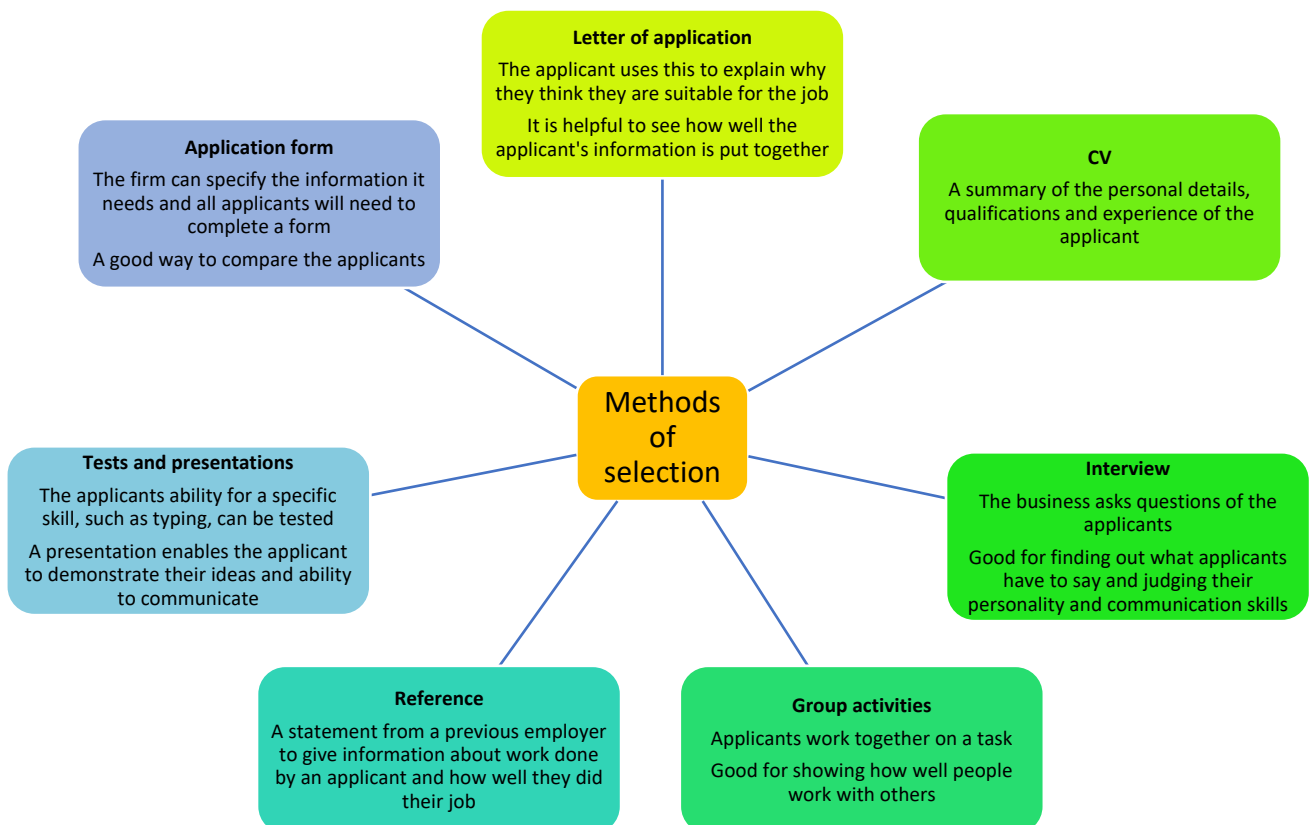 Letter of application
The applicant uses this to explain why
they think they are suitable for the job
It is helpful to see how well the
applicant's information is put together
Application form
The firm can specify the information it
needs and all applicants will need to
complete a form
A good way to compare the applicants
CV
A summary of the personal details,
qualifications and experience of the
applicant
Methods
of
selection
Tests and presentations
The applicants ability for a specific
skill, such as typing, can be tested
A presentation enables the applicant
to demonstrate their ideas and ability
to communicate
Interview
The business asks questions of the
applicants
Good for finding out what applicants
have to say and judging their
personality and communication skills
Reference
A statement from a previous employer
to give information about work done
by an applicant and how well they did
their job
Group activities
Applicants work together on a task
Good for showing how well people
work with others